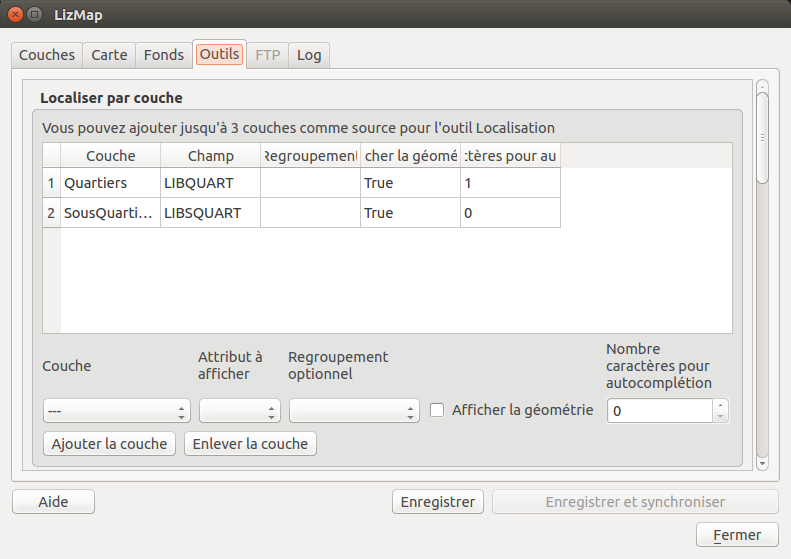 LizMap
Couches Carte Fonds Outils FTP Log
Localiser par couche
Vous pouvez ajouter jusqu'à 3 couches comme source pour l'outil Localisation
Couche Champ Regroupement cher la géomé ctères pour au
1 Quartiers LIBQUART True 1
2 SousQuarti... LIBSQUART True 0
Couche
Attribut à
afficher
Regroupement
optionnel
Nombre
caractères pour
autocomplétion
--- Afficher la géométrie 0
Ajouter la couche Enlever la couche
Aide Enregistrer Enregistrer et synchroniser
Fermer